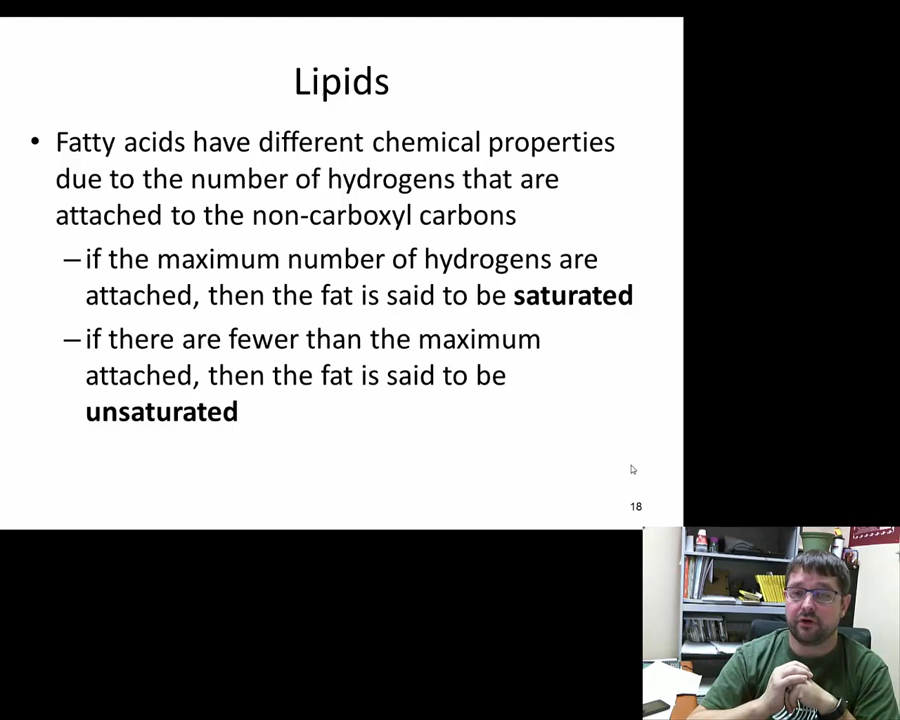 Lipids
• Fatty acids have different chemical properties
due to the number of hydrogens that are
attached to the non-carboxyl carbons
– if the maximum number of hydrogens are
attached, then the fat is said to be saturated
– if there are fewer than the maximum
attached, then the fat is said to be
unsaturated
18